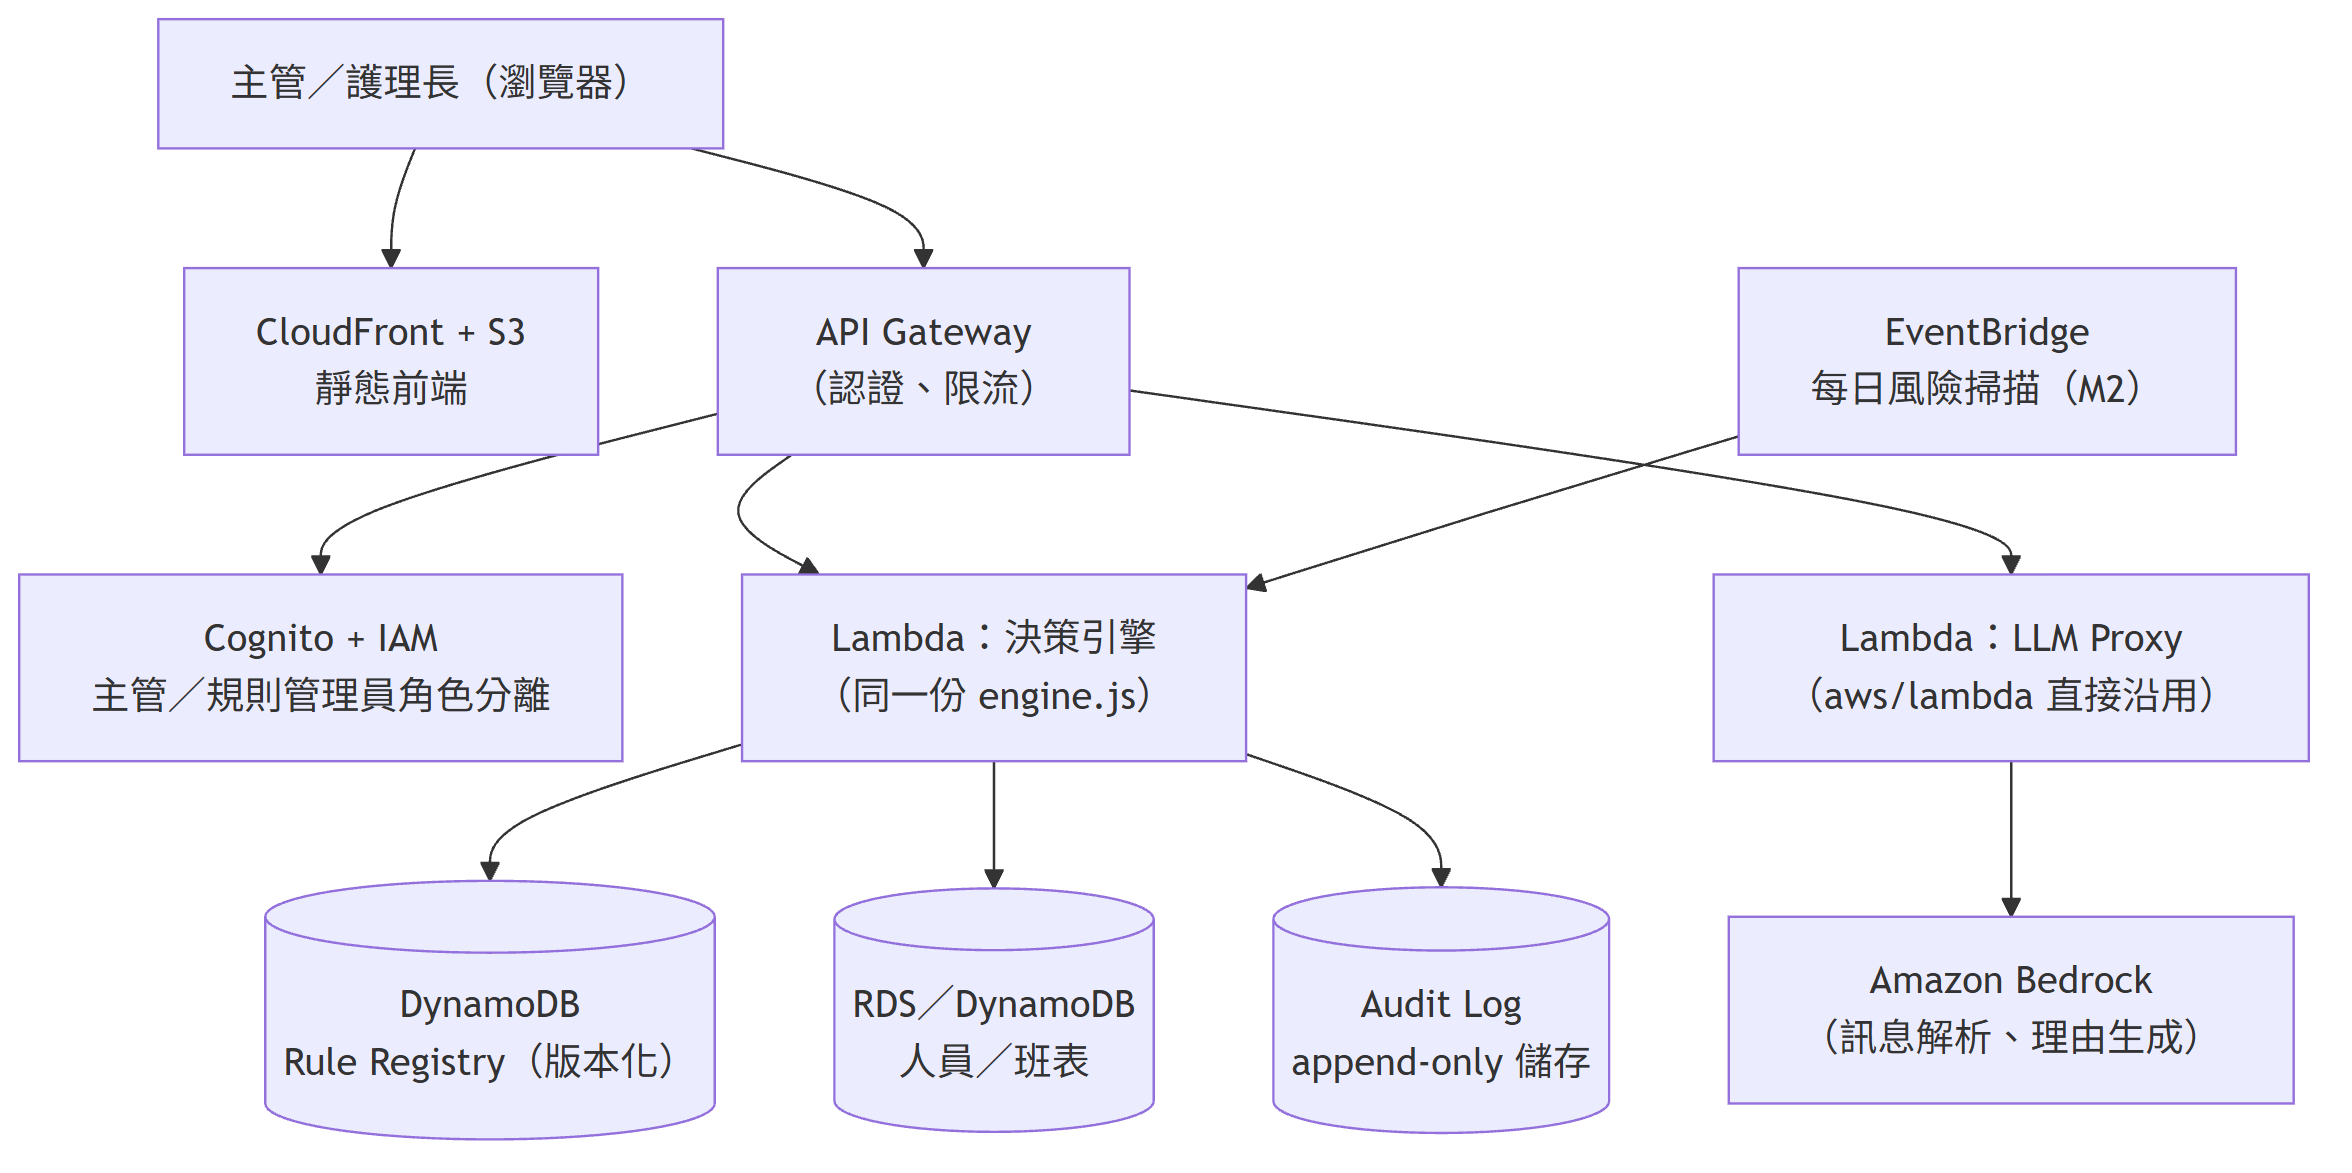 主管／護理長（瀏覽器）
CloudFront + S3
靜態前端
API Gateway
（認證、限流）
EventBridge
每日風險掃描（M2）
Cognito + IAM
主管／規則管理員角色分離
Lambda：決策引擎
（同一份 engine.js）
Lambda：LLM Proxy
（aws/lambda 直接沿用）
DynamoDB
Rule Registry（版本化）
RDS／DynamoDB
人員／班表
Audit Log
append-only 儲存
Amazon Bedrock
（訊息解析、理由生成）